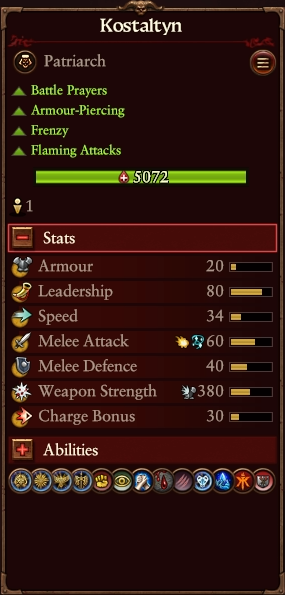 Kostaltyn
Patriarch
Battle Prayers
Armour-Piercing
Frenzy
Flaming Attacks
5072
1
Stats
Armour 20
Leadership 80
Speed 34
Melee Attack 60
Melee Defence 40
Weapon Strength 380
Charge Bonus 30
Abilities